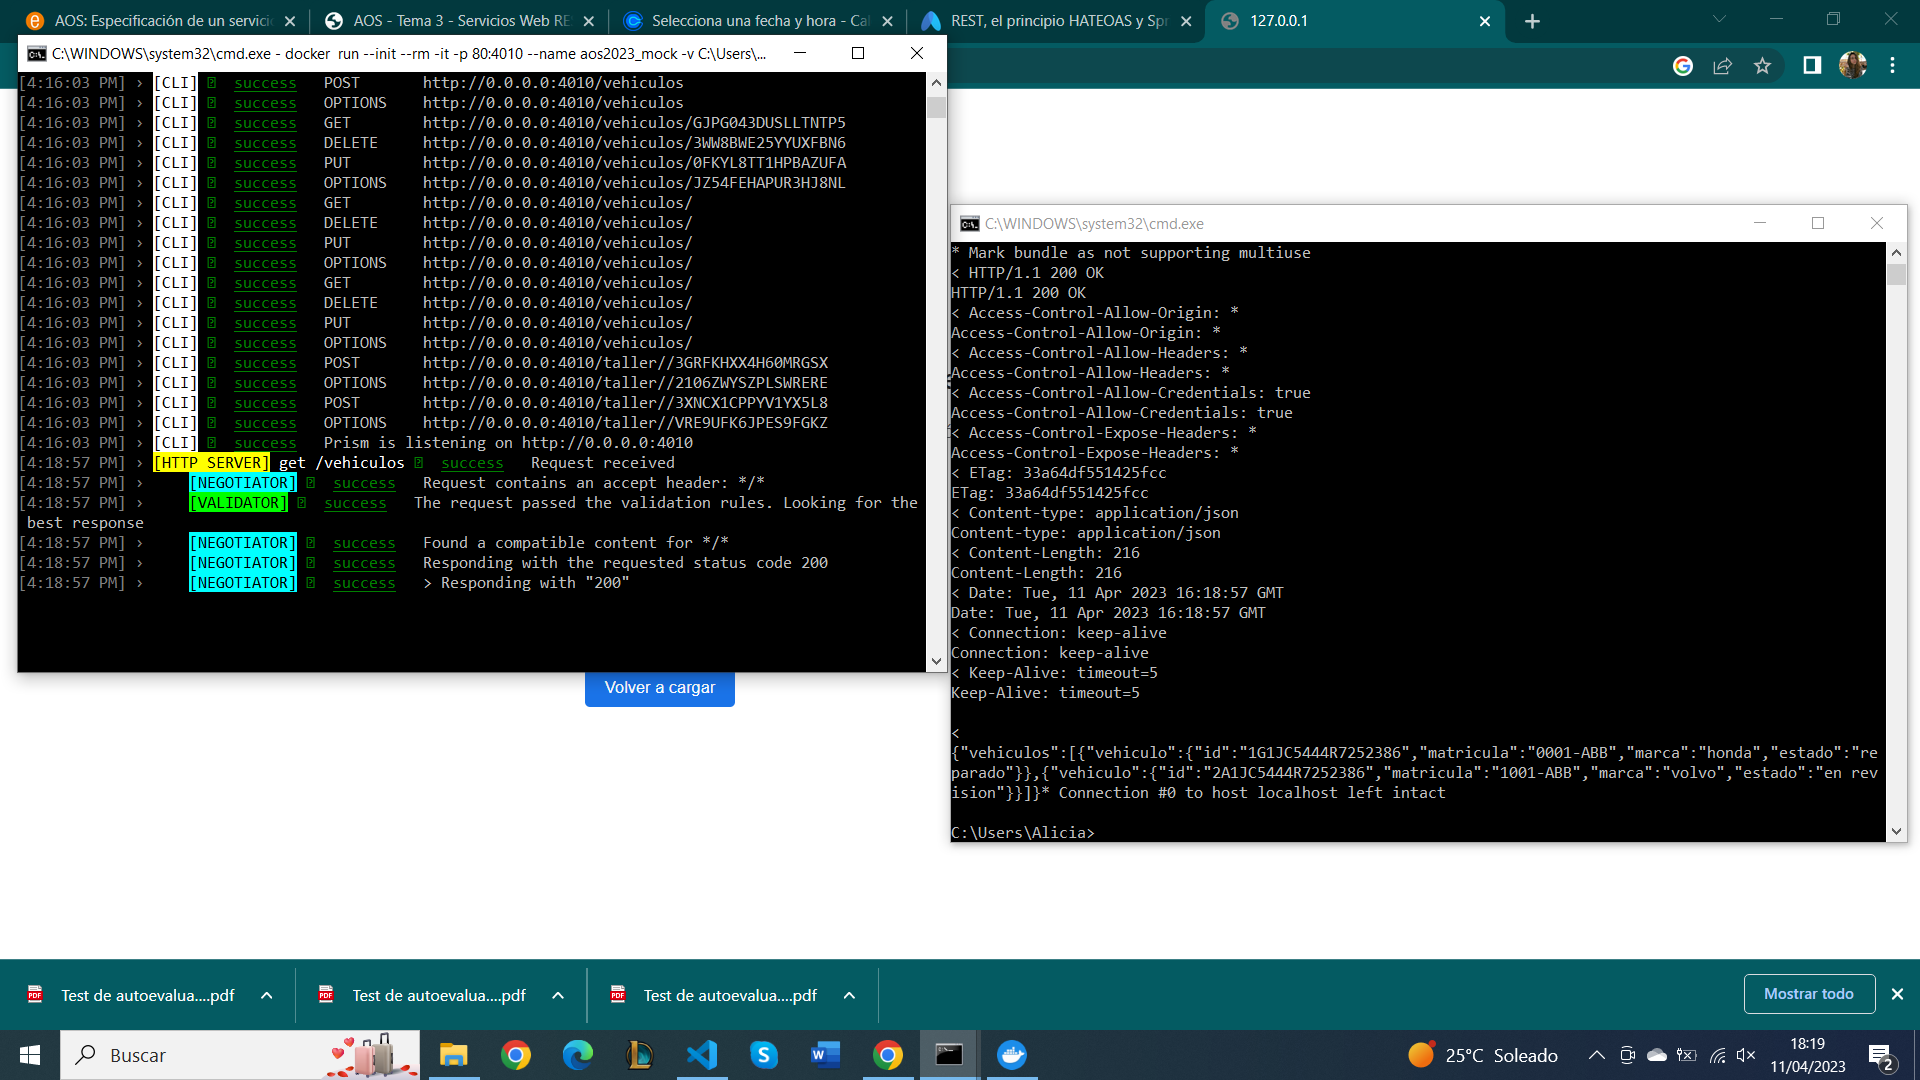 AOS: Especificación de un servici
AOS - Tema 3 - Servicios Web RE
Selecciona una fecha y hora - Cal
REST, el principio HATEOAS y Spr
127.0.0.1
C:\WINDOWS\system32\cmd.exe - docker run --init --rm -it -p 80:4010 --name aos2023_mock -v C:\Users\...
[4:16:03 PM] › [CLI] success POST http://0.0.0.0:4010/vehiculos
[4:16:03 PM] › [CLI] success OPTIONS http://0.0.0.0:4010/vehiculos
[4:16:03 PM] › [CLI] success GET http://0.0.0.0:4010/vehiculos/GJPG043DUSLLTNTP5
[4:16:03 PM] › [CLI] success DELETE http://0.0.0.0:4010/vehiculos/3WW8BWE25YYUXFBN6
[4:16:03 PM] › [CLI] success PUT http://0.0.0.0:4010/vehiculos/0FKYL8TT1HPBAZUFA
[4:16:03 PM] › [CLI] success OPTIONS http://0.0.0.0:4010/vehiculos/JZ54FEHAPUR3HJ8NL
[4:16:03 PM] › [CLI] success GET http://0.0.0.0:4010/vehiculos/
[4:16:03 PM] › [CLI] success DELETE http://0.0.0.0:4010/vehiculos/
[4:16:03 PM] › [CLI] success PUT http://0.0.0.0:4010/vehiculos/
[4:16:03 PM] › [CLI] success OPTIONS http://0.0.0.0:4010/vehiculos/
[4:16:03 PM] › [CLI] success GET http://0.0.0.0:4010/vehiculos/
[4:16:03 PM] › [CLI] success DELETE http://0.0.0.0:4010/vehiculos/
[4:16:03 PM] › [CLI] success PUT http://0.0.0.0:4010/vehiculos/
[4:16:03 PM] › [CLI] success OPTIONS http://0.0.0.0:4010/vehiculos/
[4:16:03 PM] › [CLI] success POST http://0.0.0.0:4010/taller//3GRFKHXX4H60MRGSX
[4:16:03 PM] › [CLI] success OPTIONS http://0.0.0.0:4010/taller//2106ZWYSZPLSWRERE
[4:16:03 PM] › [CLI] success POST http://0.0.0.0:4010/taller//3XNCX1CPPYV1YX5L8
[4:16:03 PM] › [CLI] success OPTIONS http://0.0.0.0:4010/taller//VRE9UFK6JPES9FGKZ
[4:16:03 PM] › [CLI] success Prism is listening on http://0.0.0.0:4010
[4:18:57 PM] › [HTTP SERVER] get /vehiculos success Request received
[4:18:57 PM] › [NEGOTIATOR] success Request contains an accept header: */*
[4:18:57 PM] › [VALIDATOR] success The request passed the validation rules. Looking for the
best response
[4:18:57 PM] › [NEGOTIATOR] success Found a compatible content for */*
[4:18:57 PM] › [NEGOTIATOR] success Responding with the requested status code 200
[4:18:57 PM] › [NEGOTIATOR] success > Responding with "200"
Volver a cargar
C:\WINDOWS\system32\cmd.exe
* Mark bundle as not supporting multiuse
< HTTP/1.1 200 OK
HTTP/1.1 200 OK
< Access-Control-Allow-Origin: *
Access-Control-Allow-Origin: *
< Access-Control-Allow-Headers: *
Access-Control-Allow-Headers: *
< Access-Control-Allow-Credentials: true
Access-Control-Allow-Credentials: true
< Access-Control-Expose-Headers: *
Access-Control-Expose-Headers: *
< ETag: 33a64df551425fcc
ETag: 33a64df551425fcc
< Content-type: application/json
Content-type: application/json
< Content-Length: 216
Content-Length: 216
< Date: Tue, 11 Apr 2023 16:18:57 GMT
Date: Tue, 11 Apr 2023 16:18:57 GMT
< Connection: keep-alive
Connection: keep-alive
< Keep-Alive: timeout=5
Keep-Alive: timeout=5
<
{"vehiculos":[{"vehiculo":{"id":"1G1JC5444R7252386","matricula":"0001-ABB","marca":"honda","estado":"re
parado"}},{"vehiculo":{"id":"2A1JC5444R7252386","matricula":"1001-ABB","marca":"volvo","estado":"en rev
ision"}}]}* Connection #0 to host localhost left intact
C:\Users\Alicia>
Test de autoevalua....pdf
Test de autoevalua....pdf
Test de autoevalua....pdf
Mostrar todo
Buscar
25°C Soleado
18:19
11/04/2023
2